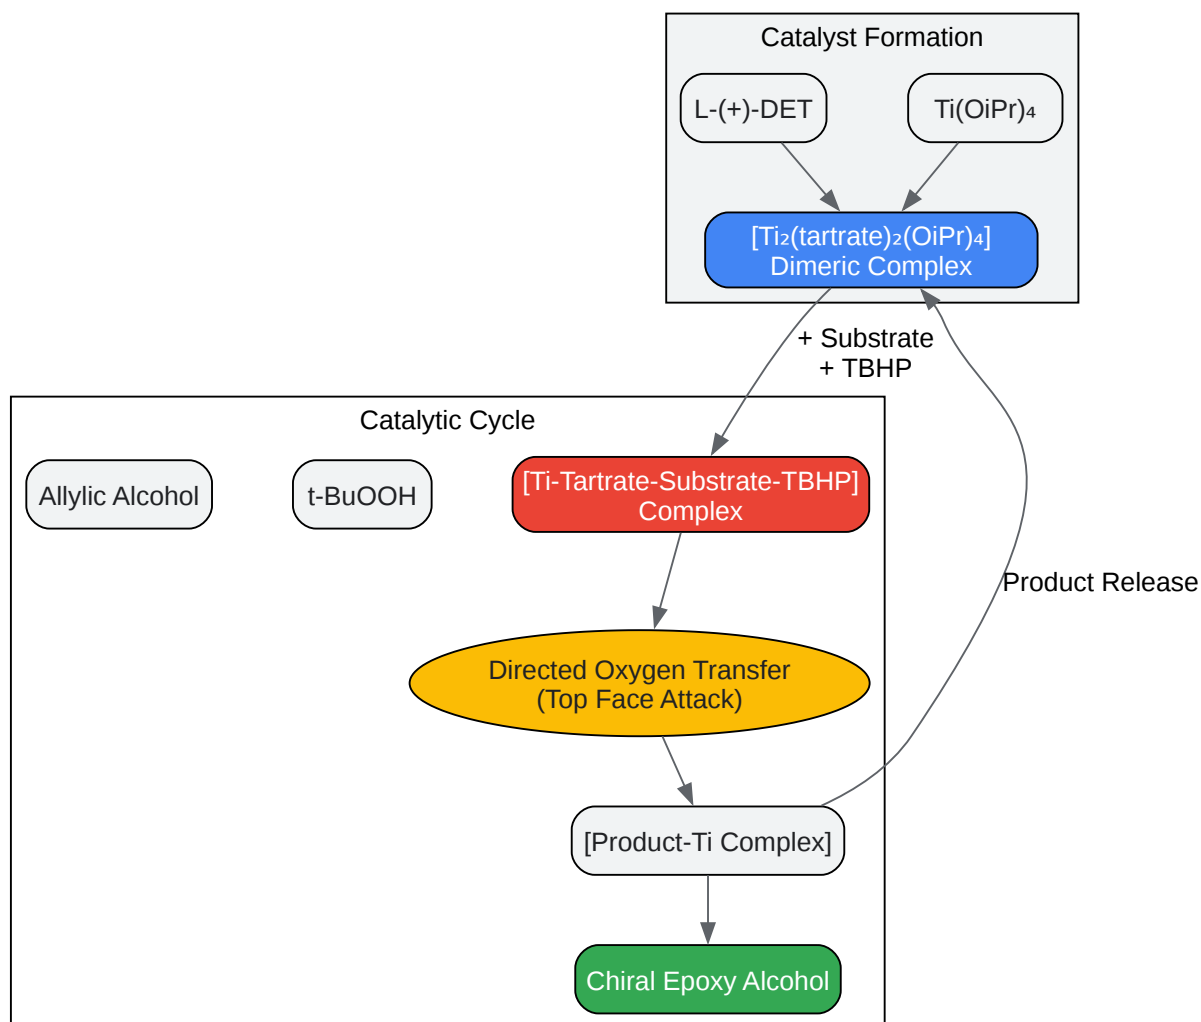 Catalyst Formation
L-(+)-DET
Ti(OiPr)₄
[Ti₂(tartrate)₂(OiPr)₄]
Dimeric Complex
+ Substrate
+ TBHP
Catalytic Cycle
Allylic Alcohol
t-BuOOH
[Ti-Tartrate-Substrate-TBHP]
Complex
Product Release
Directed Oxygen Transfer
(Top Face Attack)
[Product-Ti Complex]
Chiral Epoxy Alcohol